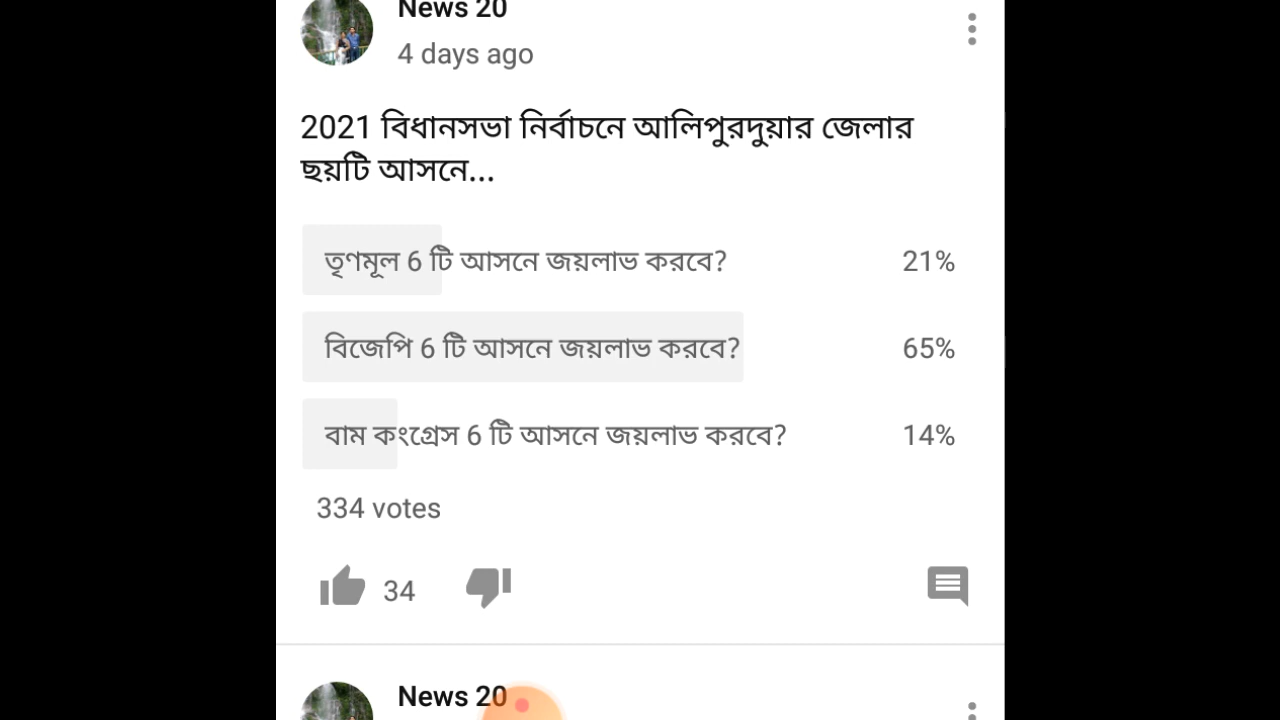 News 20
4 days ago
2021 বিধানসভা নির্বাচনে আলিপুরদুয়ার জেলার
ছয়টি আসনে...
তৃণমূল 6 টি আসনে জয়লাভ করবে? 21%
বিজেপি 6 টি আসনে জয়লাভ করবে? 65%
বাম কংগ্রেস 6 টি আসনে জয়লাভ করবে? 14%
334 votes
34
News 20